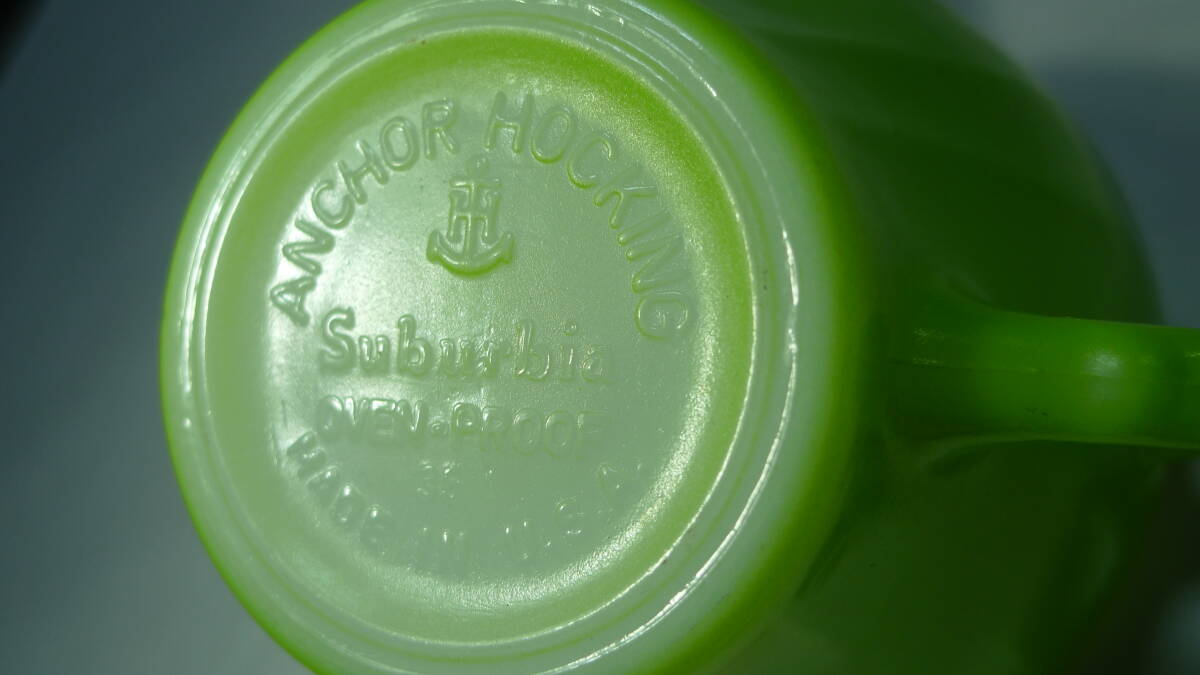 ANCHOR HOCKING
H
Suburbia
OVEN-PROOF
MADE IN U.S.A.